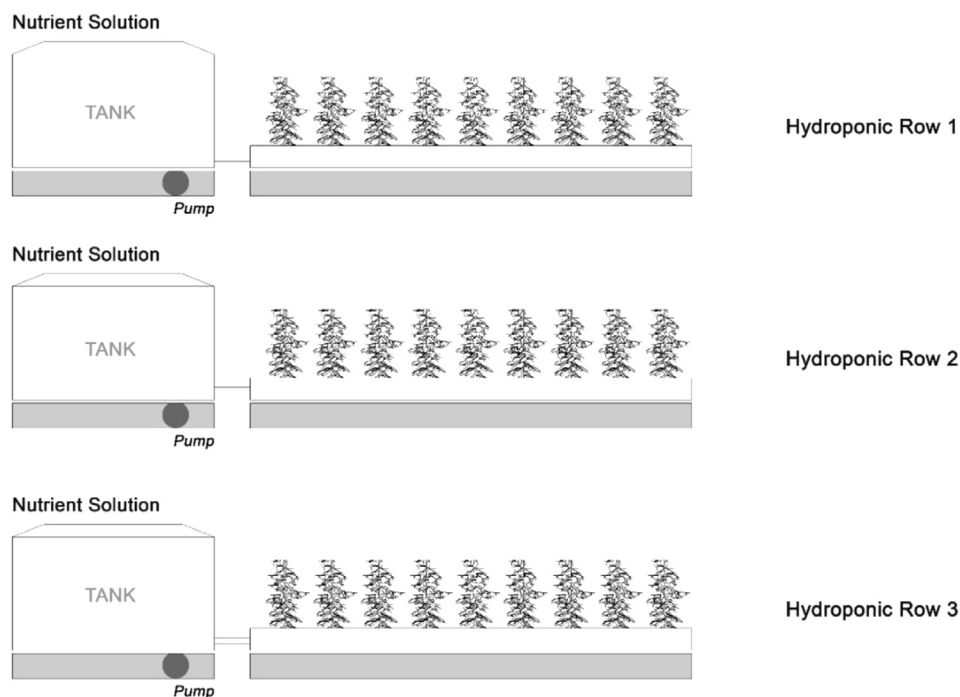 Nutrient Solution
TANK
Hydroponic Row 1
Pump
Nutrient Solution
TANK
Hydroponic Row 2
Pump
Nutrient Solution
TANK
Hydroponic Row 3
Pump